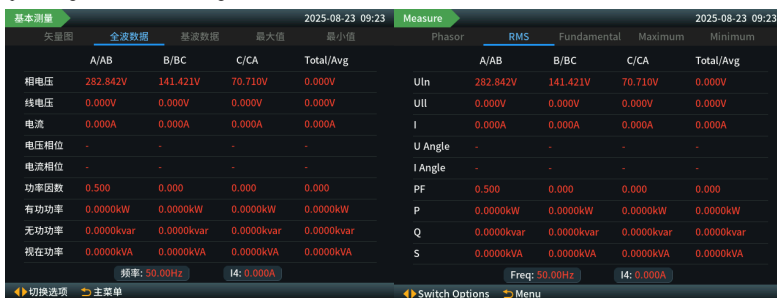 基本测量 2025-08-23 09:23
矢量图 全波数据 基波数据 最大值 最小值
A/AB B/BC C/CA Total/Avg
相电压 282.842V 141.421V 70.710V 0.000V
线电压 0.000V 0.000V 0.000V 0.000V
电流 0.000A 0.000A 0.000A 0.000A
电压相位 - - - -
电流相位 - - - -
功率因数 0.500 0.000 0.000 0.000
有功功率 0.0000kW 0.0000kW 0.0000kW 0.0000kW
无功功率 0.0000kvar 0.0000kvar 0.0000kvar 0.0000kvar
视在功率 0.0000kVA 0.0000kVA 0.0000kVA 0.0000kVA
频率: 50.00Hz I4: 0.000A
切换选项 主菜单
Measure 2025-08-23 09:23
Phasor RMS Fundamental Maximum Minimum
A/AB B/BC C/CA Total/Avg
Uln 282.842V 141.421V 70.710V 0.000V
Ull 0.000V 0.000V 0.000V 0.000V
I 0.000A 0.000A 0.000A 0.000A
U Angle - - - -
I Angle - - - -
PF 0.500 0.000 0.000 0.000
P 0.0000kW 0.0000kW 0.0000kW 0.0000kW
Q 0.0000kvar 0.0000kvar 0.0000kvar 0.0000kvar
S 0.0000kVA 0.0000kVA 0.0000kVA 0.0000kVA
Freq: 50.00Hz I4: 0.000A
Switch Options Menu